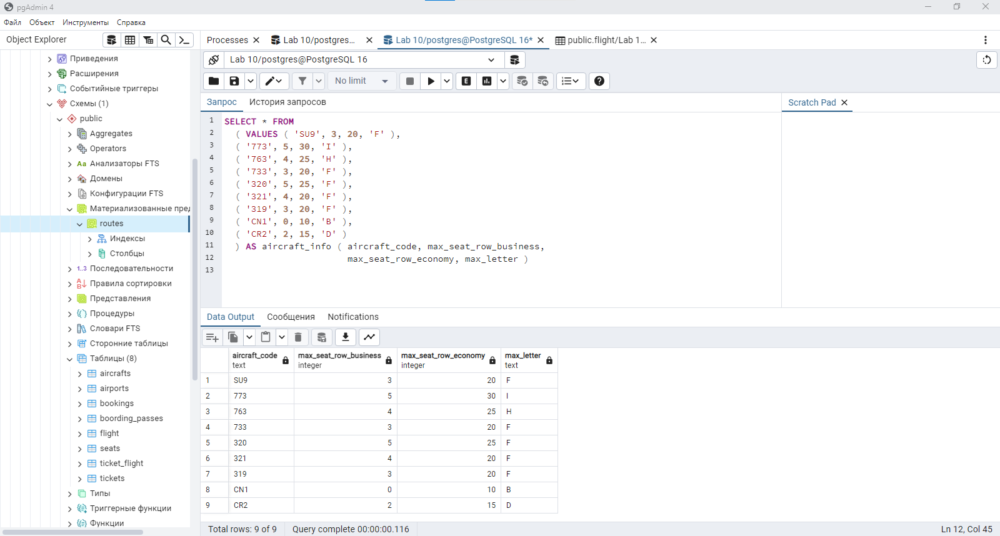 pgAdmin 4
Файл Объект Инструменты Справка
Object Explorer
Processes
Lab 10/postgres...
Lab 10/postgres@PostgreSQL 16*
public.flight/Lab 1...
Lab 10/postgres@PostgreSQL 16
No limit
E
Запрос
История запросов
Scratch Pad
Приведения
Расширения
Событийные триггеры
Схемы (1)
public
Aggregates
Operators
Aa Анализаторы FTS
Домены
Конфигурации FTS
Материализованные пред
routes
Индексы
Столбцы
1..3 Последовательности
Правила сортировки
Представления
Процедуры
Словари FTS
Сторонние таблицы
Таблицы (8)
aircrafts
airports
bookings
boording_passes
flight
seats
ticket_flight
tickets
Типы
Триггерные функции
Функции
1 SELECT * FROM
2 ( VALUES ( 'SU9', 3, 20, 'F' ),
3 ( '773', 5, 30, 'I' ),
4 ( '763', 4, 25, 'H' ),
5 ( '733', 3, 20, 'F' ),
6 ( '320', 5, 25, 'F' ),
7 ( '321', 4, 20, 'F' ),
8 ( '319', 3, 20, 'F' ),
9 ( 'CN1', 0, 10, 'B' ),
10 ( 'CR2', 2, 15, 'D' )
11 ) AS aircraft_info ( aircraft_code, max_seat_row_business,
12 max_seat_row_economy, max_letter )
13
Data Output Сообщения Notifications
aircraft_code max_seat_row_business max_seat_row_economy max_letter
text integer integer text
1 SU9 3 20 F
2 773 5 30 I
3 763 4 25 H
4 733 3 20 F
5 320 5 25 F
6 321 4 20 F
7 319 3 20 F
8 CN1 0 10 B
9 CR2 2 15 D
Total rows: 9 of 9 Query complete 00:00:00.116 Ln 12, Col 45